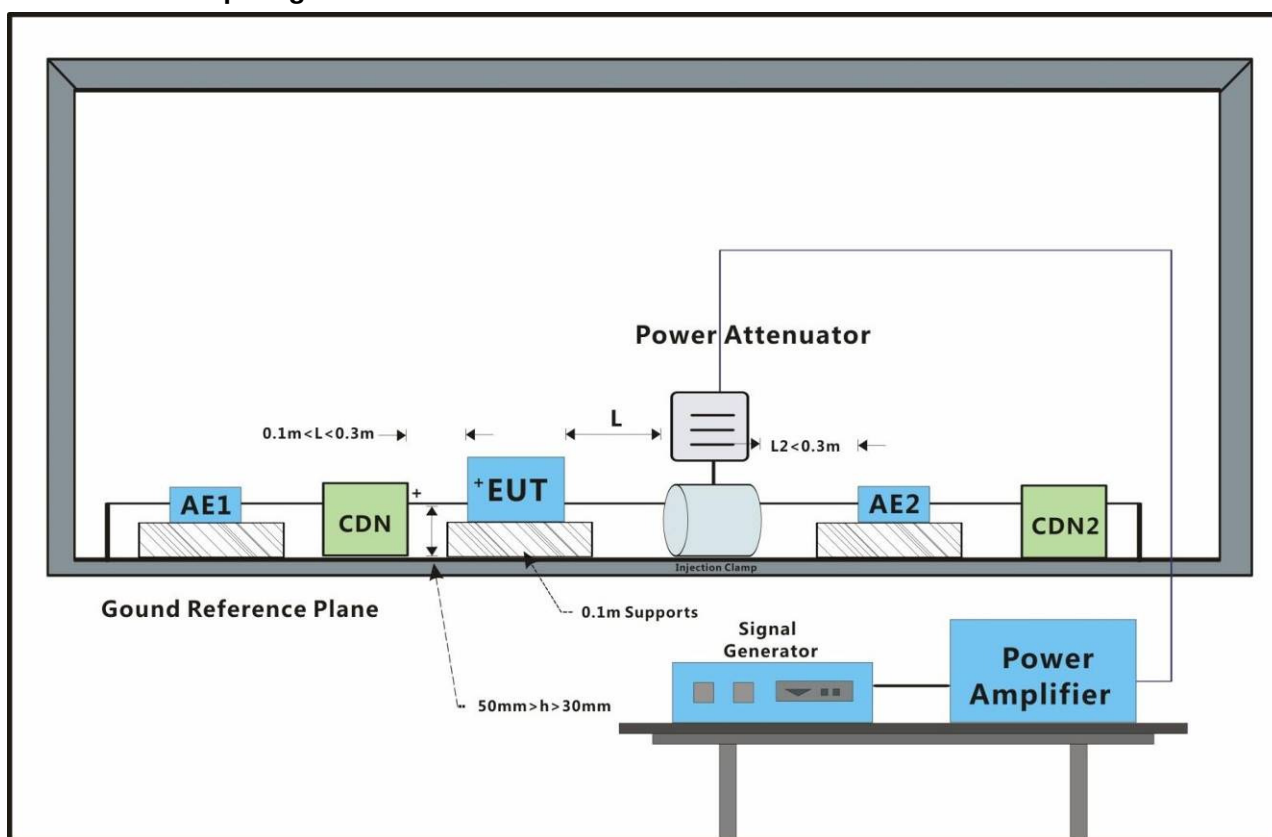 Power Attenuator
0.1m<L<0.3m
L
L2<0.3m
+
+EUT
AE1
CDN
AE2
CDN2
Injection Clamp
Gound Reference Plane
0.1m Supports
Signal
Generator
Power
Amplifier
50mm>h>30mm